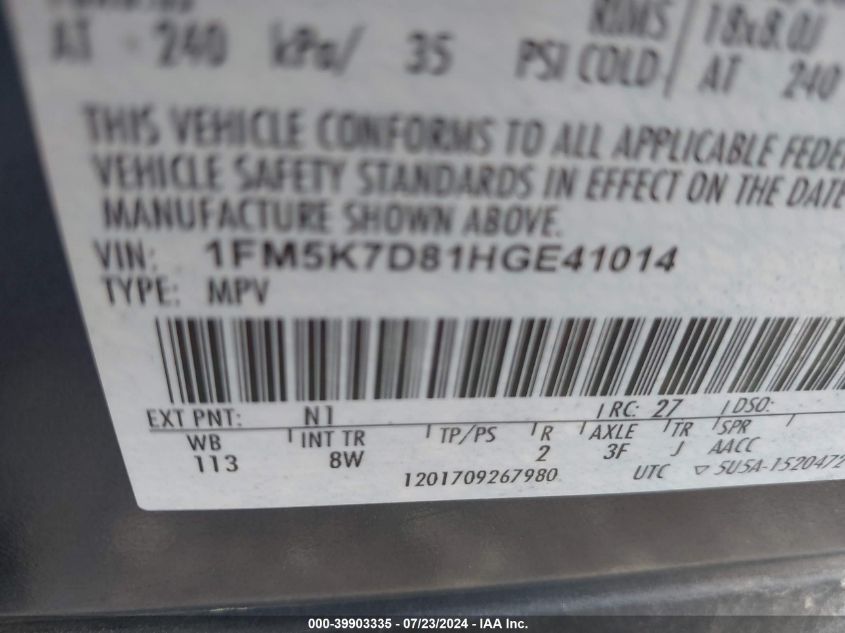 RIMS 18x8.0J
AT 240 kPa/ 35 PSI COLD AT 240
THIS VEHICLE CONFORMS TO ALL APPLICABLE FEDER
VEHICLE SAFETY STANDARDS IN EFFECT ON THE DATE
MANUFACTURE SHOWN ABOVE.
VIN: 1FM5K7D81HGE41014
TYPE: MPV
EXT PNT: N1 RC: 27 DSO:
WB INT TR TP/PS R AXLE TR SPR
113 8W 2 3F J AACC
1201709267980 UTC ▽ SU5A-1520472
000-39903335 / 07/23/2024 - IAA Inc.